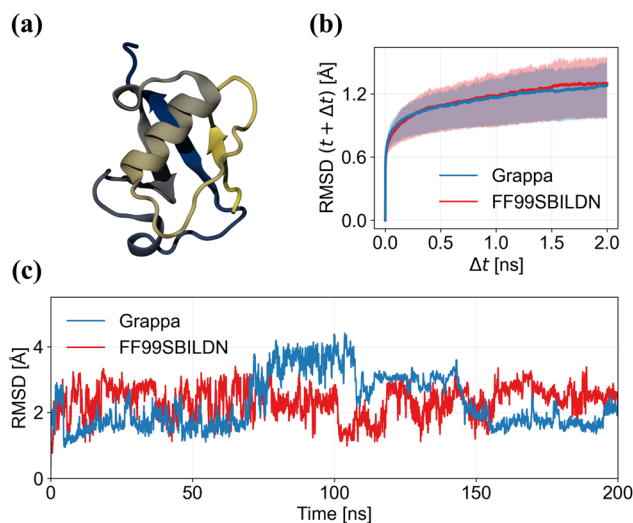 (a)
(b)
RMSD (t + Δt) [Å]
1.2
0.6
0.0
Grappa
FF99SBILDN
0.0 0.5 1.0 1.5 2.0
Δt [ns]
(c)
RMSD [Å]
4
2
0
Grappa
FF99SBILDN
0 50 100 150 200
Time [ns]